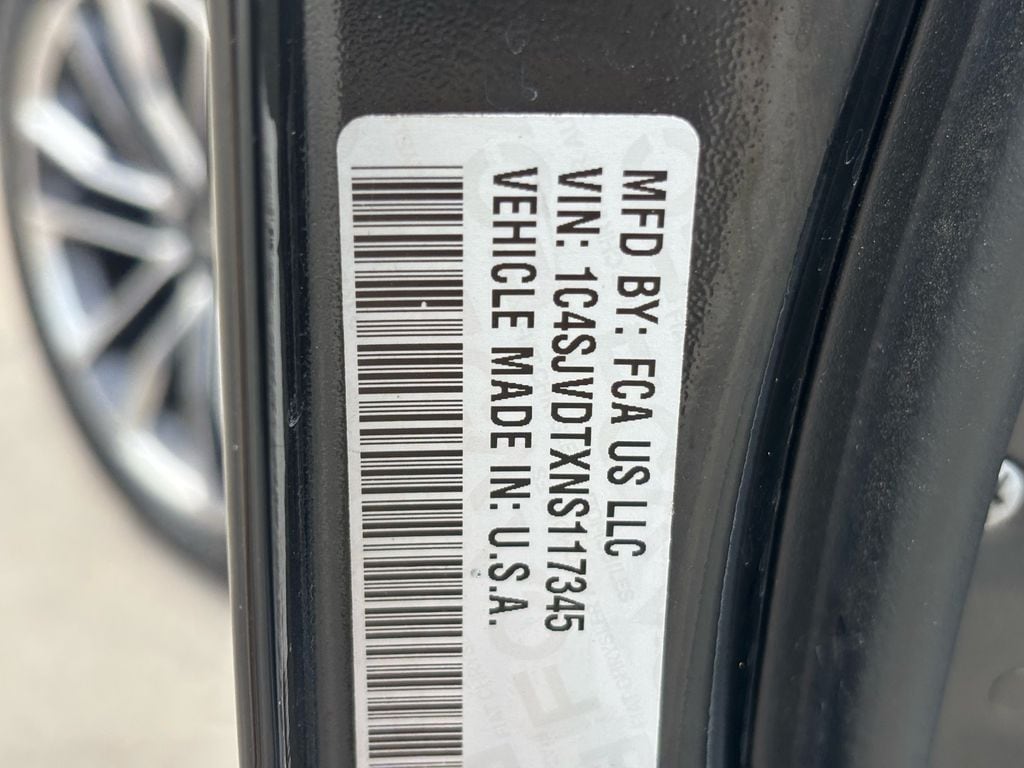 MFD BY: FCA US LLC
VIN: 1C4SJVDTXNS117345
VEHICLE MADE IN: U.S.A.